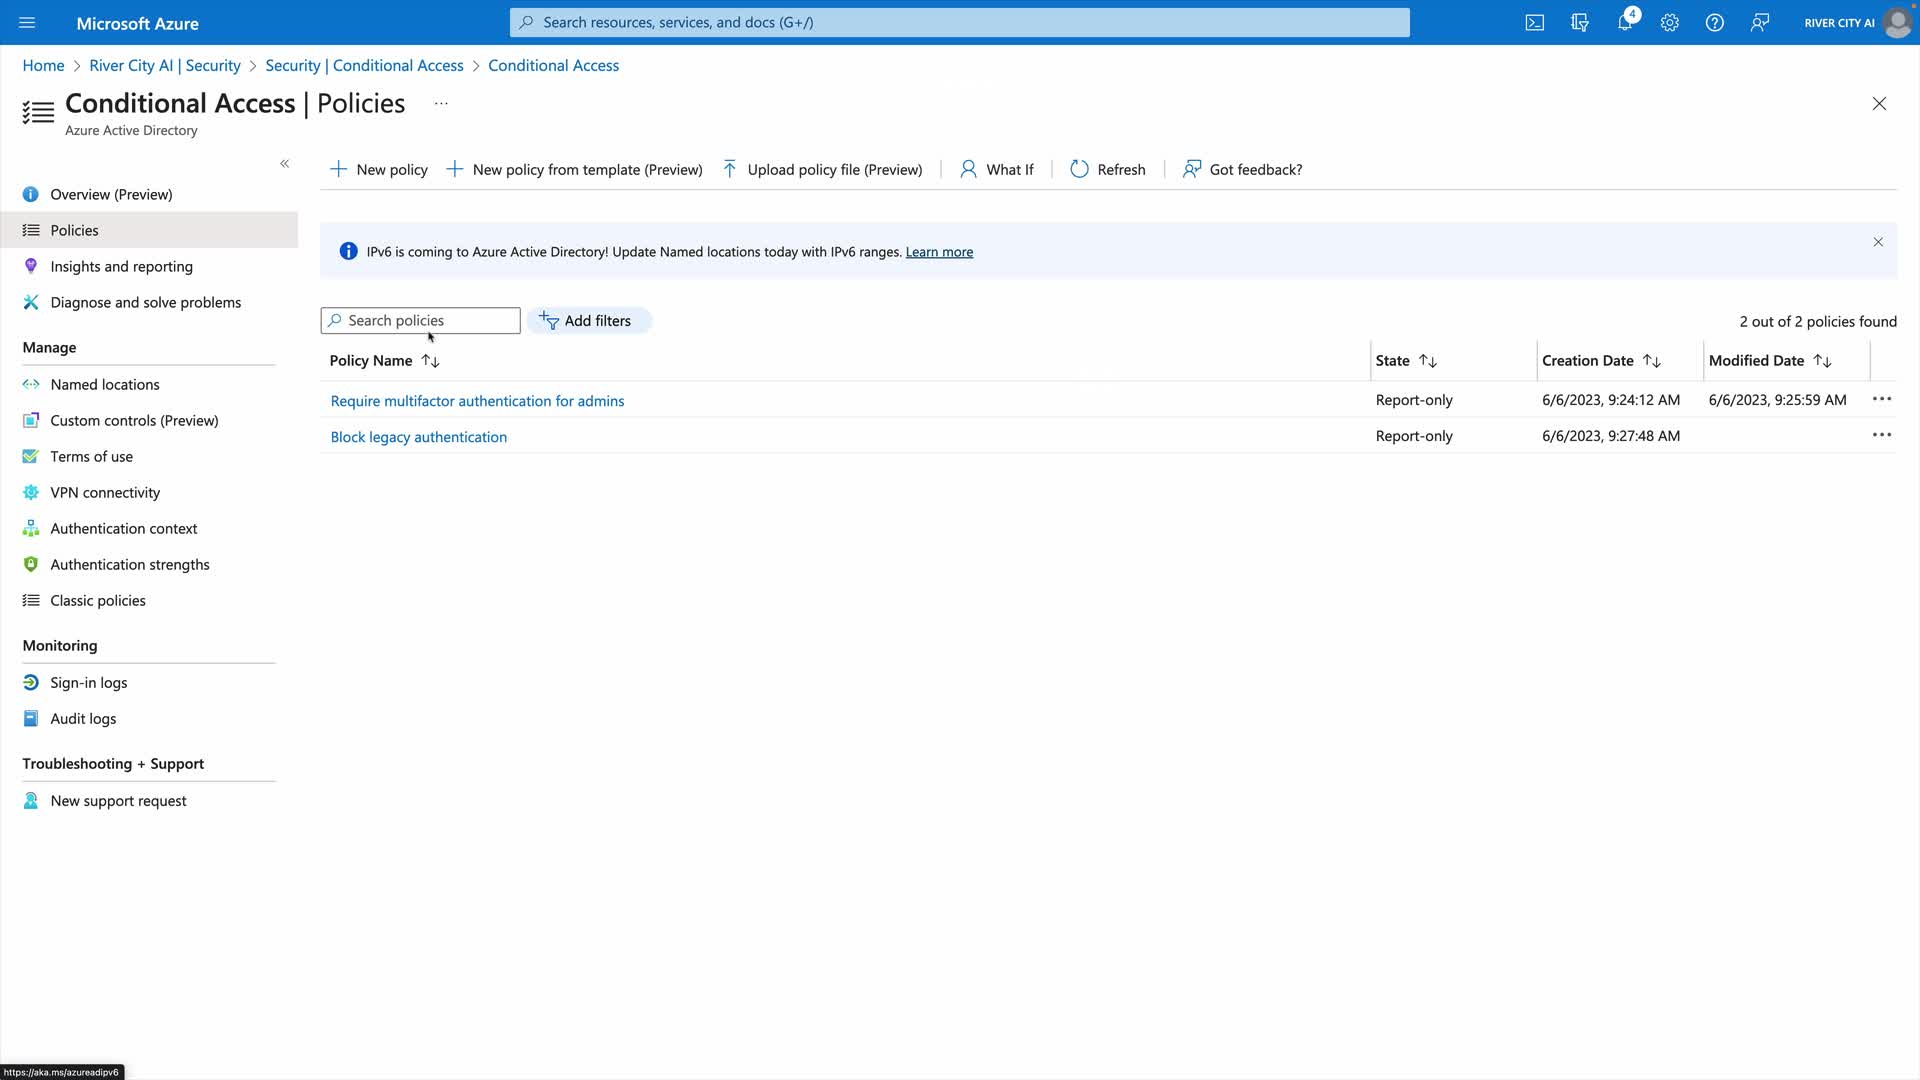 Microsoft Azure
Search resources, services, and docs (G+/)
4
RIVER CITY AI
Home > River City AI | Security > Security | Conditional Access > Conditional Access
Conditional Access | Policies ...
Azure Active Directory
New policy
New policy from template (Preview)
Upload policy file (Preview)
What If
Refresh
Got feedback?
Overview (Preview)
Policies
Insights and reporting
Diagnose and solve problems
Manage
Named locations
Custom controls (Preview)
Terms of use
VPN connectivity
Authentication context
Authentication strengths
Classic policies
Monitoring
Sign-in logs
Audit logs
Troubleshooting + Support
New support request
IPv6 is coming to Azure Active Directory! Update Named locations today with IPv6 ranges. Learn more
Search policies
Add filters
2 out of 2 policies found
Policy Name State Creation Date Modified Date
Require multifactor authentication for admins Report-only 6/6/2023, 9:24:12 AM 6/6/2023, 9:25:59 AM
Block legacy authentication Report-only 6/6/2023, 9:27:48 AM
https://aka.ms/azureadipv6